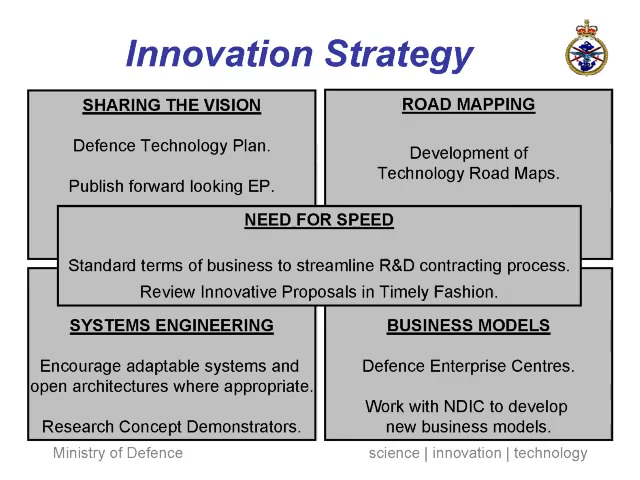 Innovation Strategy
SHARING THE VISION
Defence Technology Plan.
Publish forward looking EP.
ROAD MAPPING
Development of
Technology Road Maps.
NEED FOR SPEED
Standard terms of business to streamline R&D contracting process.
Review Innovative Proposals in Timely Fashion.
SYSTEMS ENGINEERING
Encourage adaptable systems and
open architectures where appropriate.
Research Concept Demonstrators.
BUSINESS MODELS
Defence Enterprise Centres.
Work with NDIC to develop
new business models.
Ministry of Defence
science | innovation | technology